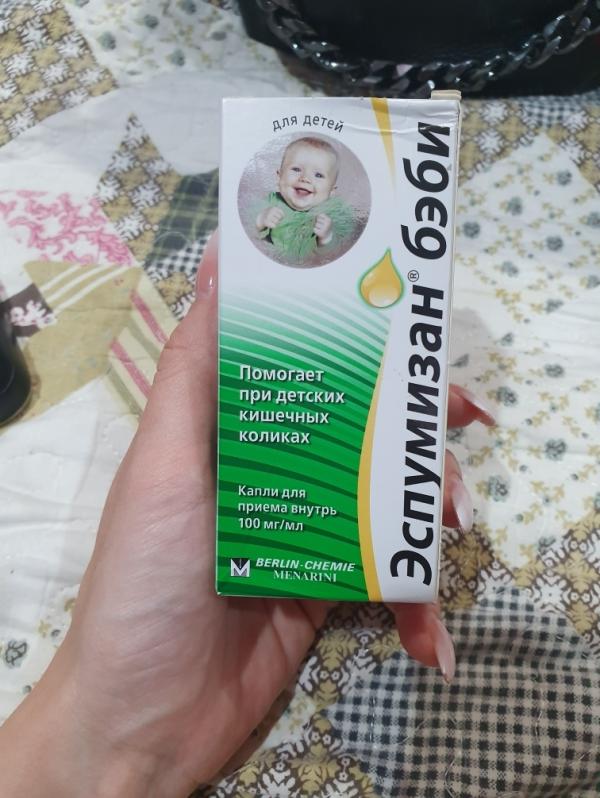 для детей
Эспумизан® бэби
Помогает
при детских
кишечных
коликах
Капли для
приема внутрь
100 мг/мл
BERLIN-CHEMIE
MENARINI